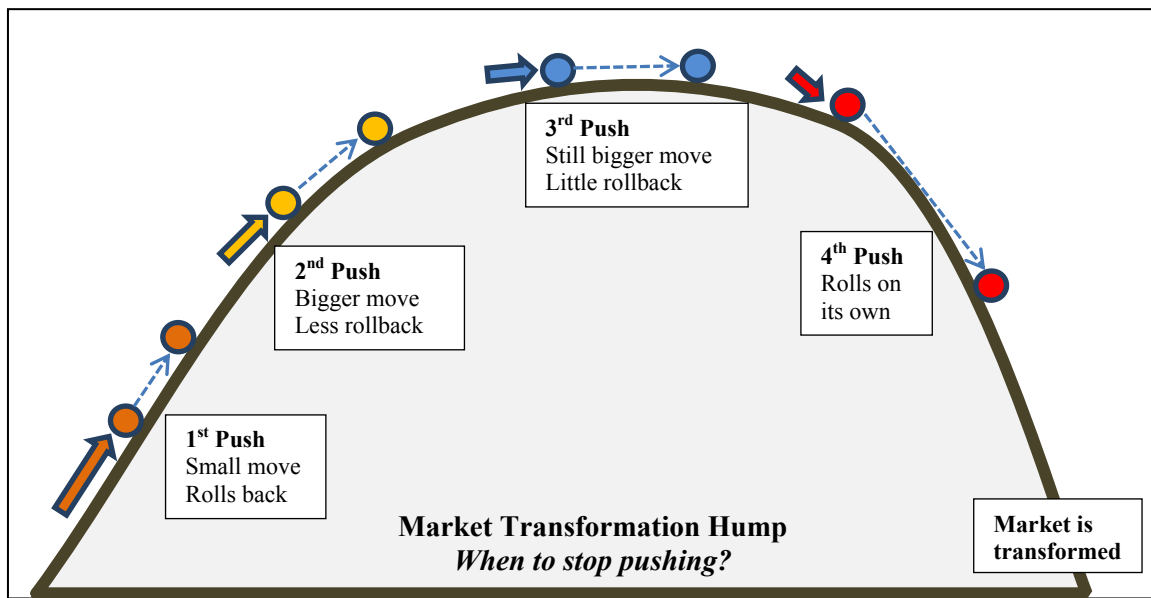 3rd Push
Still bigger move
Little rollback
2nd Push
Bigger move
Less rollback
4th Push
Rolls on
its own
1st Push
Small move
Rolls back
Market Transformation Hump
When to stop pushing?
Market is
transformed